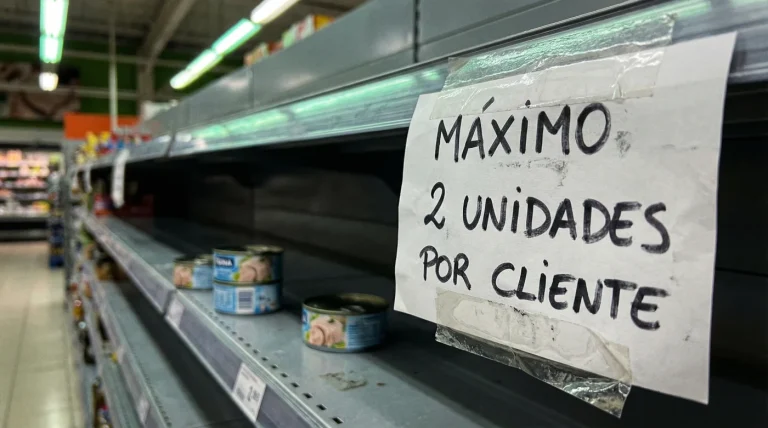 MÁXIMO
2 UNIDADES
POR CLIENTE